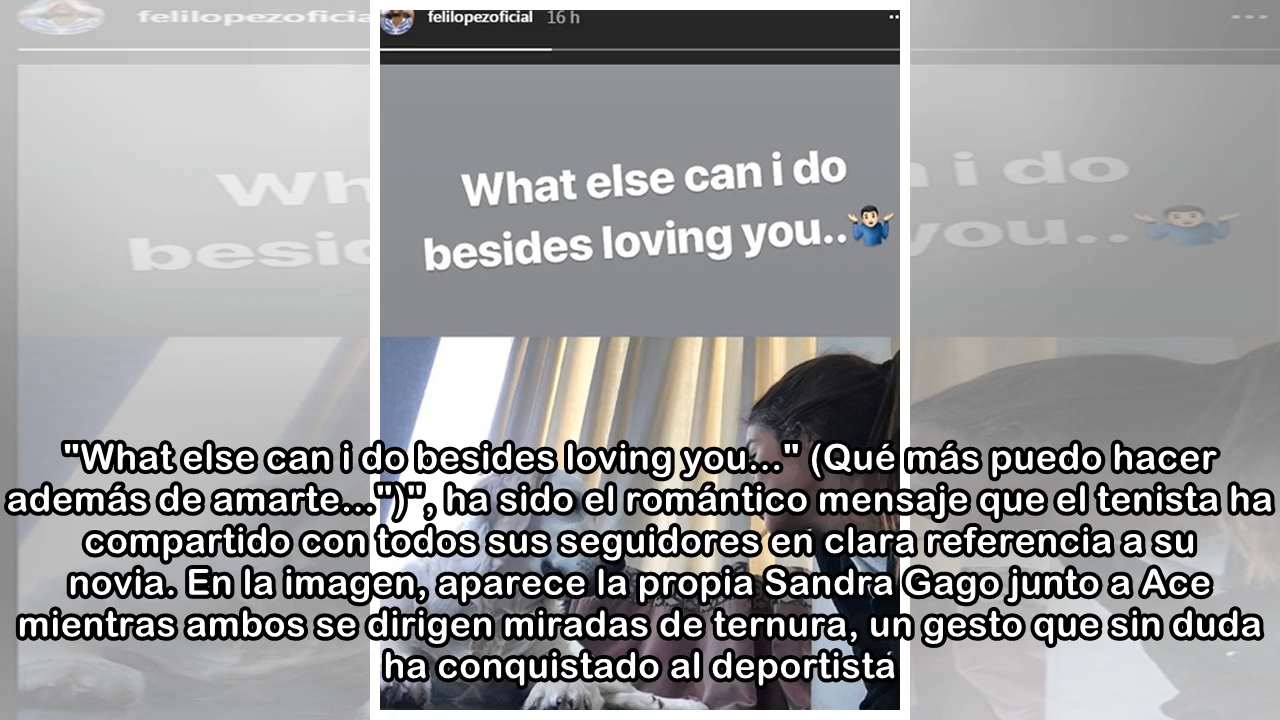 felilopezoficial 16 h
What else can i do
besides loving you..
"What else can i do besides loving you..." (Qué más puedo hacer
además de amarte...")", ha sido el romántico mensaje que el tenista ha
compartido con todos sus seguidores en clara referencia a su
novia. En la imagen, aparece la propia Sandra Gago junto a Ace
mientras ambos se dirigen miradas de ternura, un gesto que sin duda
ha conquistado al deportista